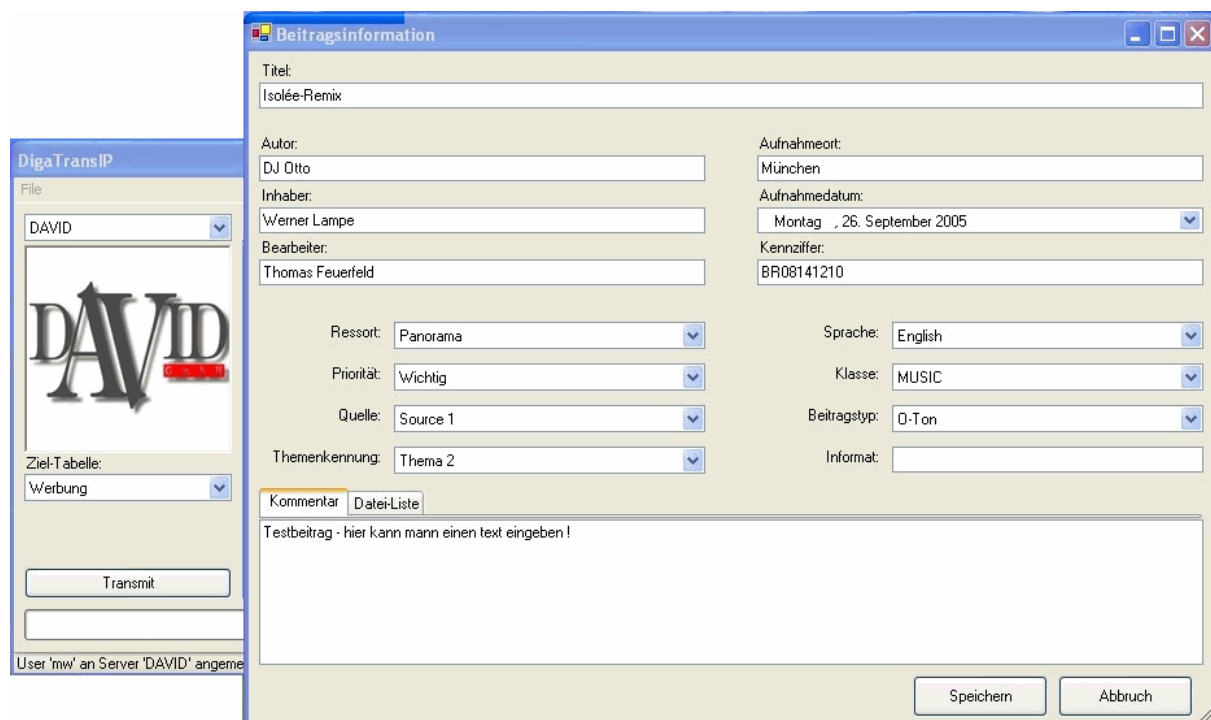 Beitragsinformation
Titel:
Isolée-Remix
Autor:
DJ Otto
Aufnahmeort:
München
Inhaber:
Werner Lampe
Aufnahmedatum:
Montag , 26. September 2005
Bearbeiter:
Thomas Feuerfeld
Kennziffer:
BR08141210
Ressort: Panorama
Sprache: English
Priorität: Wichtig
Klasse: MUSIC
Quelle: Source 1
Beitragstyp: O-Ton
Themenkennung: Thema 2
Informat:
Kommentar Datei-Liste
Testbeitrag - hier kann mann einen text eingeben !
Speichern Abbruch
DigaTransIP
File
DAVID
DAVID
GmbH
Ziel-Tabelle:
Werbung
Transmit
User 'mw' an Server 'DAVID' angeme